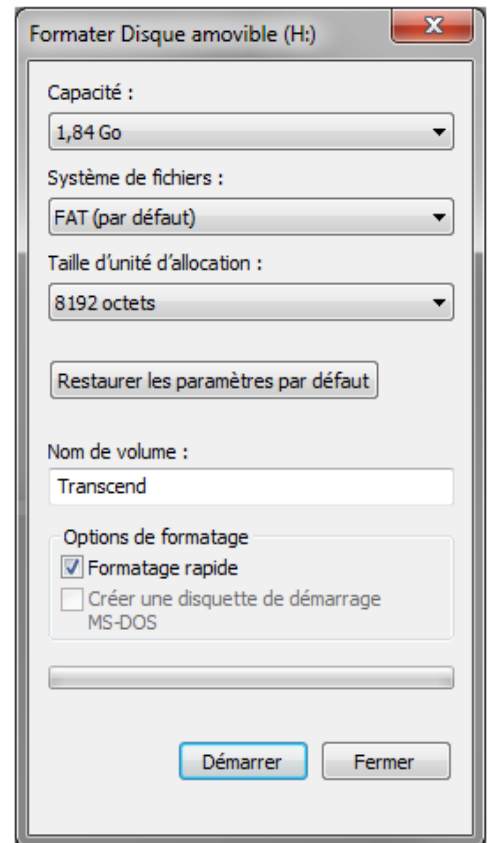 Formater Disque amovible (H:)
Capacité :
1,84 Go
Système de fichiers :
FAT (par défaut)
Taille d’unité d’allocation :
8192 octets
Restaurer les paramètres par défaut
Nom de volume :
Transcend
Options de formatage
Formatage rapide
Créer une disquette de démarrage
MS-DOS
Démarrer
Fermer